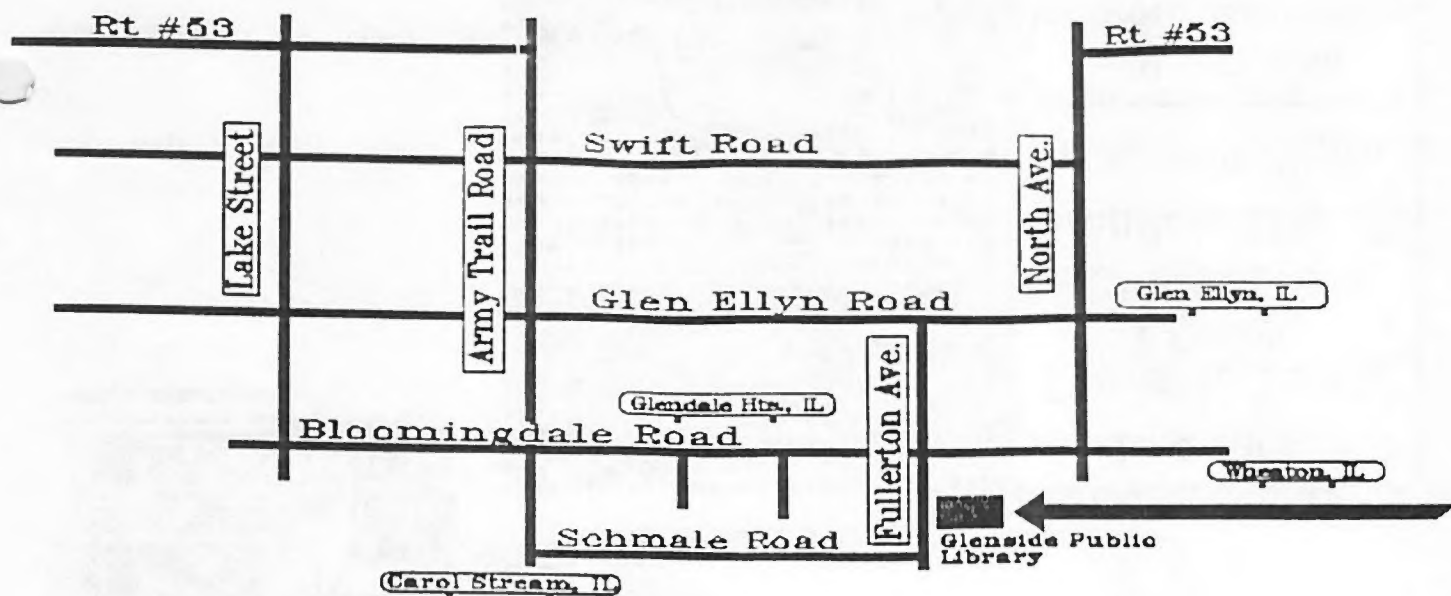 Rt #53
Rt #53
Swift Road
Lake Street
Army Trail Road
North Ave.
Glen Ellyn Road
Glen Ellyn, IL
Fullerton Ave.
Glendale Hts., IL
Bloomingdale Road
Wheaton, IL
Schmale Road
Glenside Public
Library
Carol Stream, IL